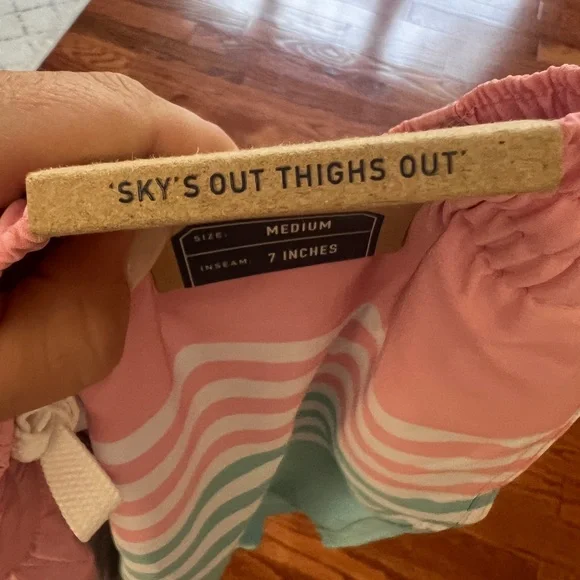 'SKY'S OUT THIGHS OUT'
SIZE: MEDIUM
INSEAM: 7 INCHES